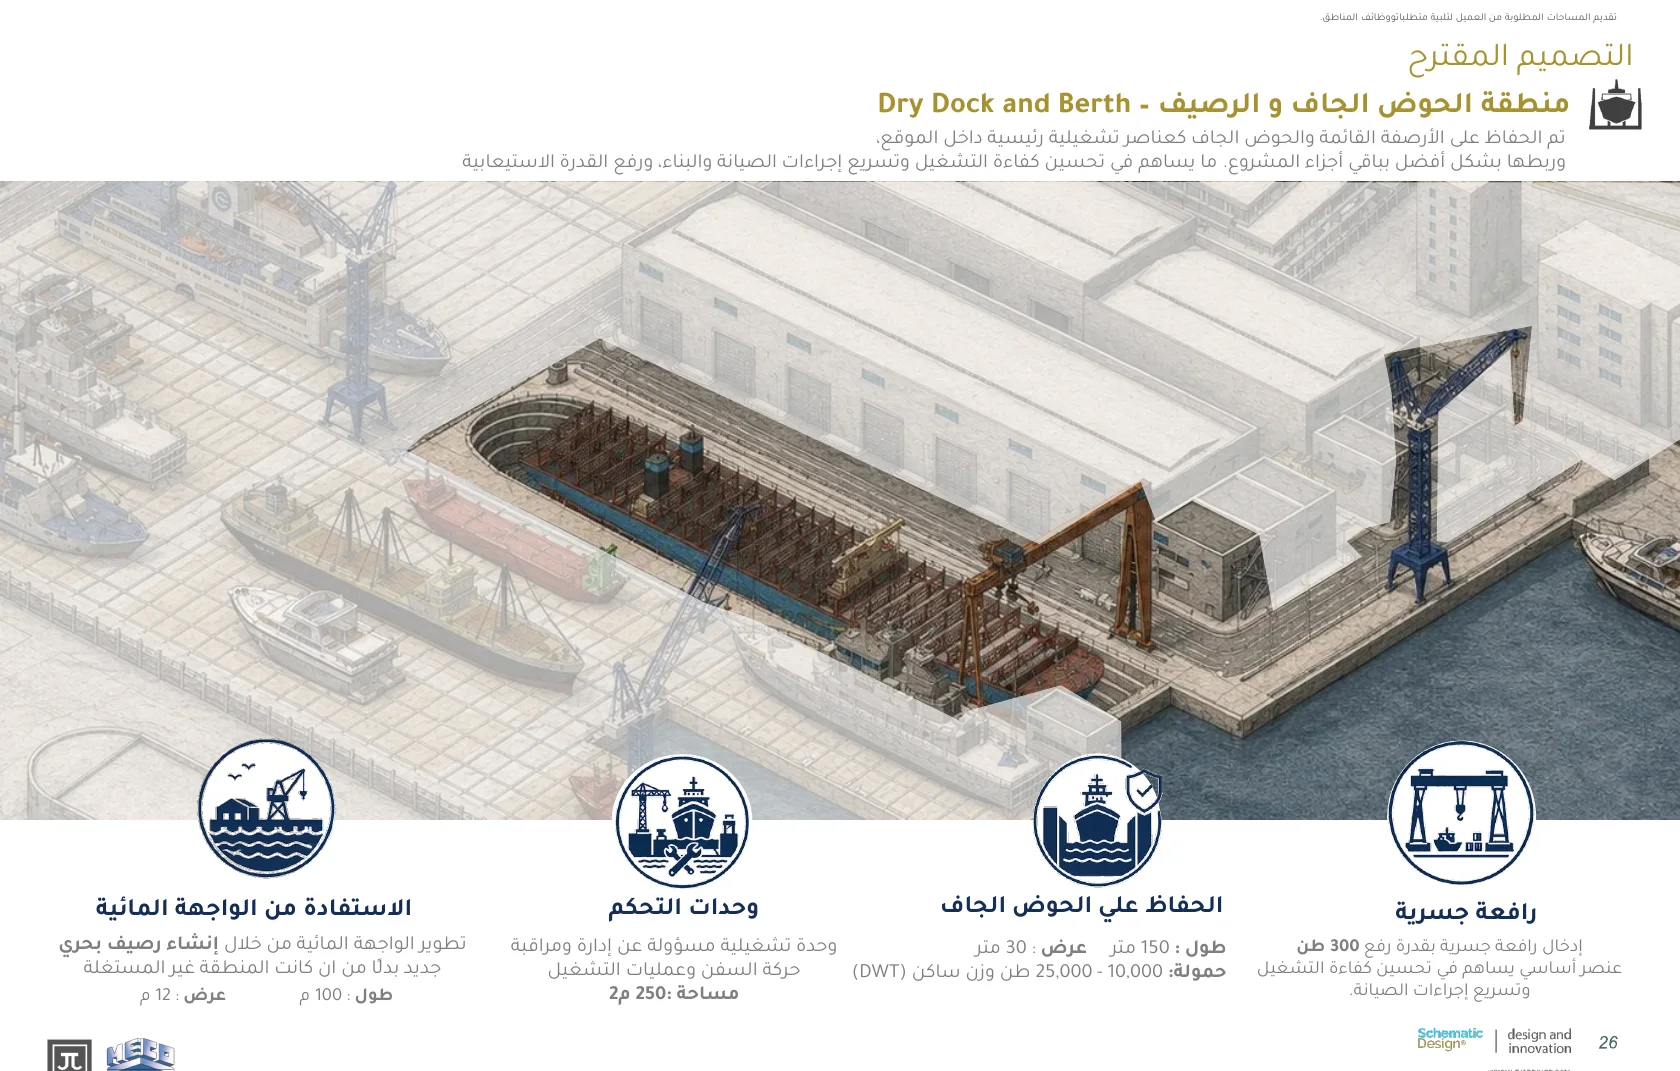 تقديم المساحات المطلوبة من العميل لتلبية متطلباتووظائف المناطق.
التصميم المقترح
منطقة الحوض الجاف و الرصيف - Dry Dock and Berth
تم الحفاظ على الأرصفة القائمة والحوض الجاف كعناصر تشغيلية رئيسية داخل الموقع،
وربطها بشكل أفضل بباقي أجزاء المشروع. ما يساهم في تحسين كفاءة التشغيل وتسريع إجراءات الصيانة والبناء، ورفع القدرة الاستيعابية
رافعة جسرية
إدخال رافعة جسرية بقدرة رفع 300 طن
عنصر أساسي يساهم في تحسين كفاءة التشغيل
وتسريع إجراءات الصيانة.
الحفاظ علي الحوض الجاف
طول : 150 متر عرض : 30 متر
حمولة: 10,000 - 25,000 طن وزن ساكن (DWT)
وحدات التحكم
وحدة تشغيلية مسؤولة عن إدارة ومراقبة
حركة السفن وعمليات التشغيل
مساحة :250 م2
الاستفادة من الواجهة المائية
تطوير الواجهة المائية من خلال إنشاء رصيف بحري
جديد بدلًا من ان كانت المنطقة غير المستغلة
طول : 100 م عرض : 12 م
MECO
Schematic
Design®
design and
innovation
26